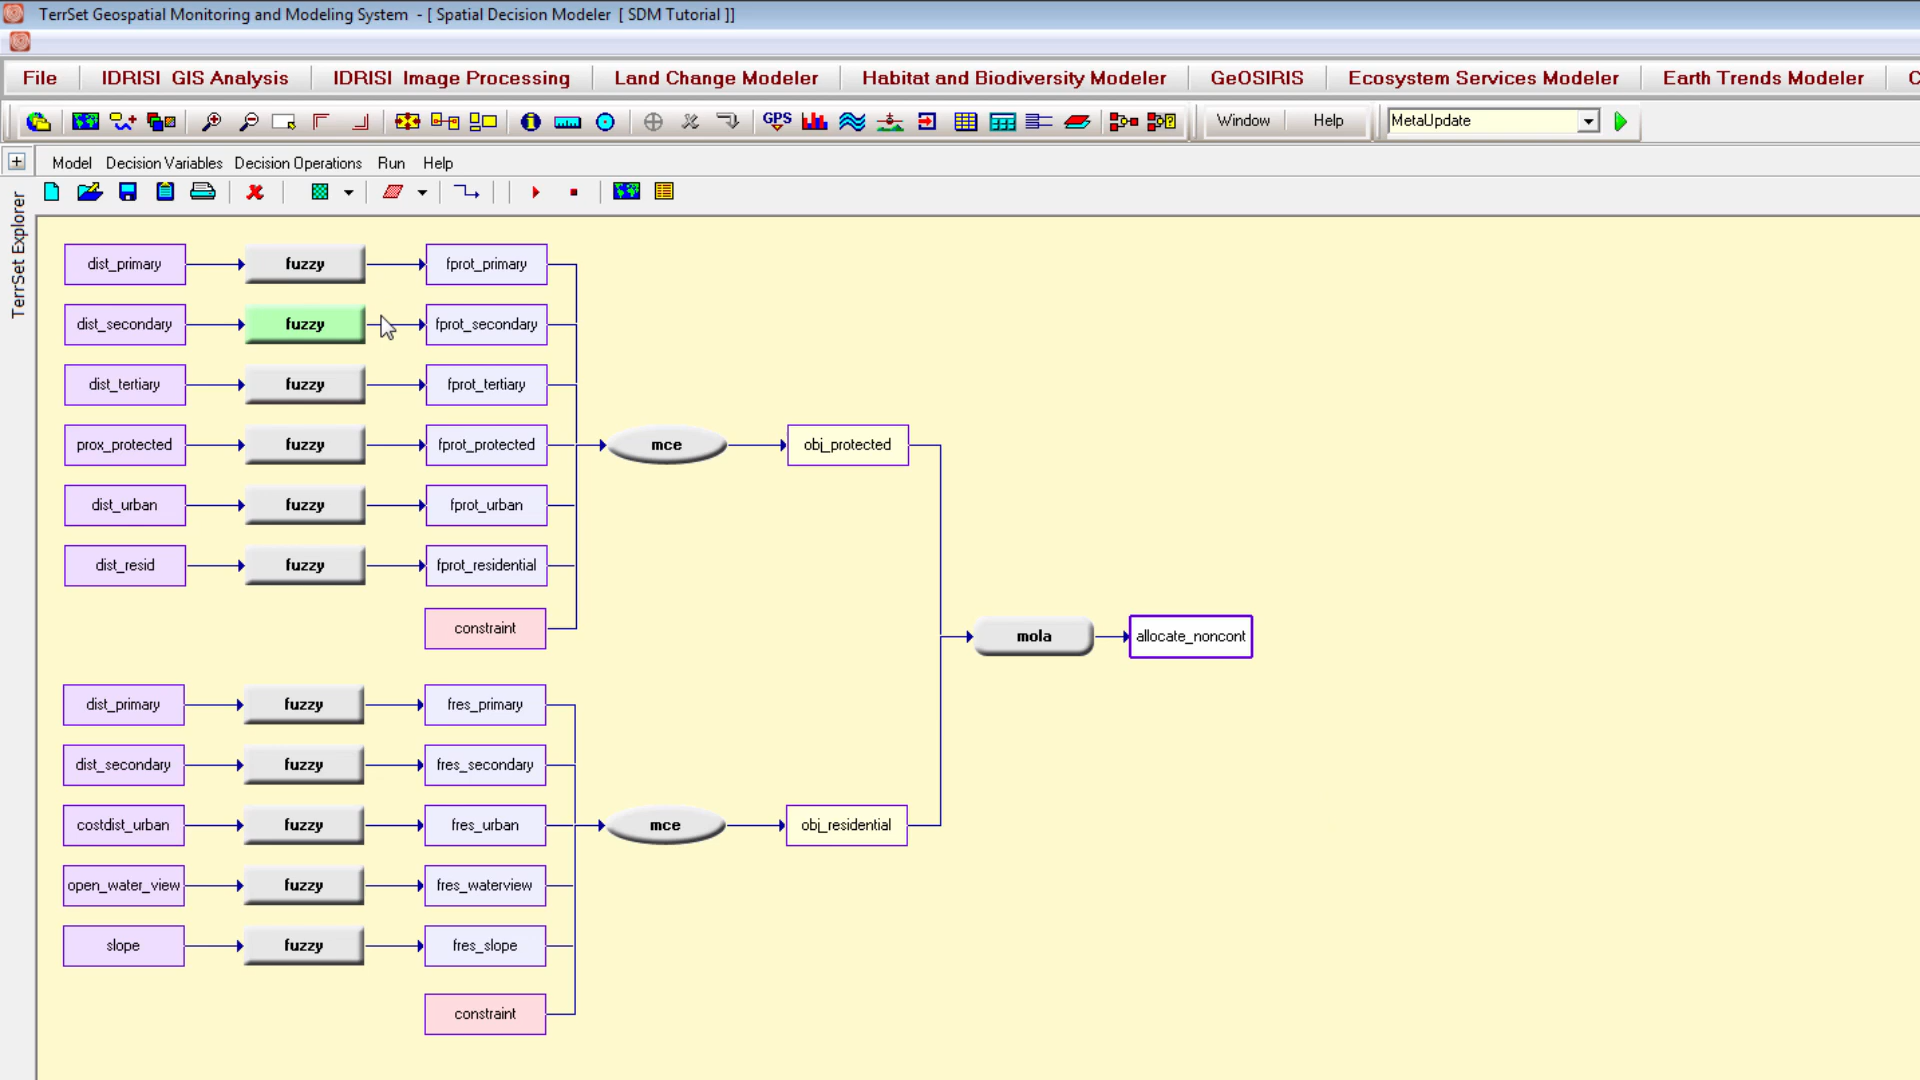 TerrSet Geospatial Monitoring and Modeling System - [ Spatial Decision Modeler [ SDM Tutorial ]]
File IDRISI GIS Analysis IDRISI Image Processing Land Change Modeler Habitat and Biodiversity Modeler GeOSIRIS Ecosystem Services Modeler Earth Trends Modeler C
GPS Window Help MetaUpdate
Model Decision Variables Decision Operations Run Help
TerrSet Explorer
dist_primary fuzzy fprot_primary
dist_secondary fuzzy fprot_secondary
dist_tertiary fuzzy fprot_tertiary
prox_protected fuzzy fprot_protected mce obj_protected
dist_urban fuzzy fprot_urban
dist_resid fuzzy fprot_residential
constraint
mola allocate_noncont
dist_primary fuzzy fres_primary
dist_secondary fuzzy fres_secondary
costdist_urban fuzzy fres_urban mce obj_residential
open_water_view fuzzy fres_waterview
slope fuzzy fres_slope
constraint